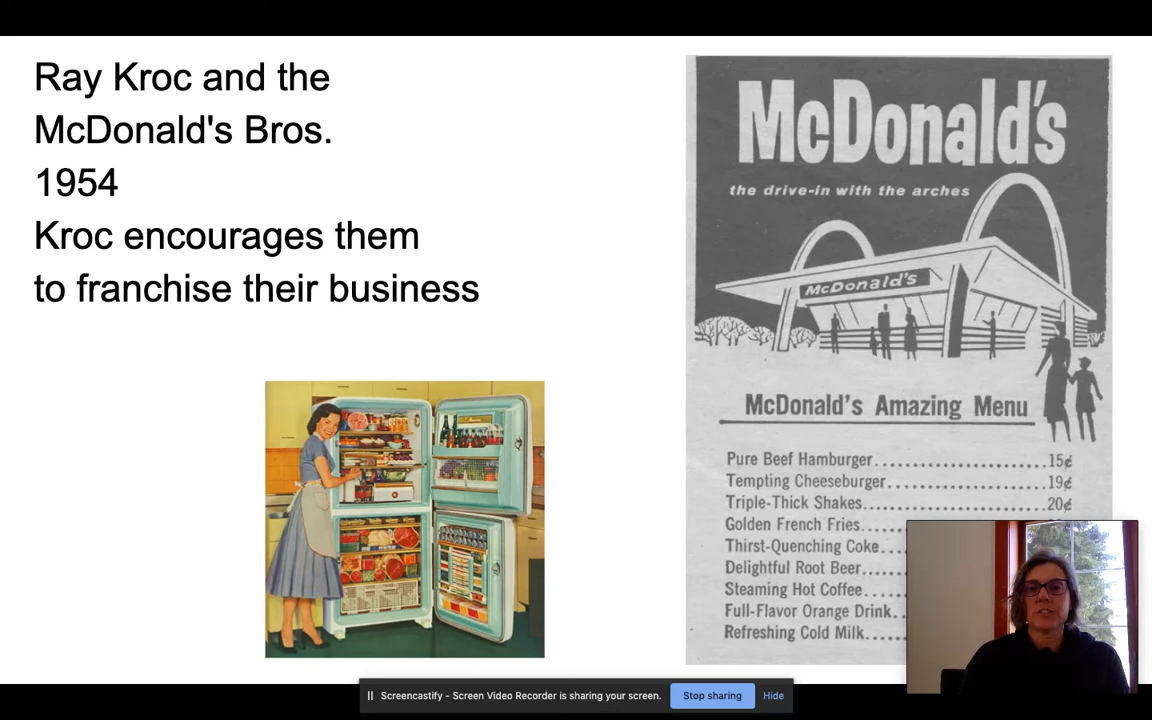 Ray Kroc and the
McDonald's Bros.
1954
Kroc encourages them
to franchise their business
McDonald's
the drive-in with the arches
McDonald's
McDonald's Amazing Menu
Pure Beef Hamburger..............................15¢
Tempting Cheeseburger............................19¢
Triple-Thick Shakes..............................20¢
Golden French Fries...
Thirst-Quenching Coke....
Delightful Root Beer......
Steaming Hot Coffee.....
Full-Flavor Orange Drink..
Refreshing Cold Milk.....
Screencastify - Screen Video Recorder is sharing your screen.
Stop sharing
Hide